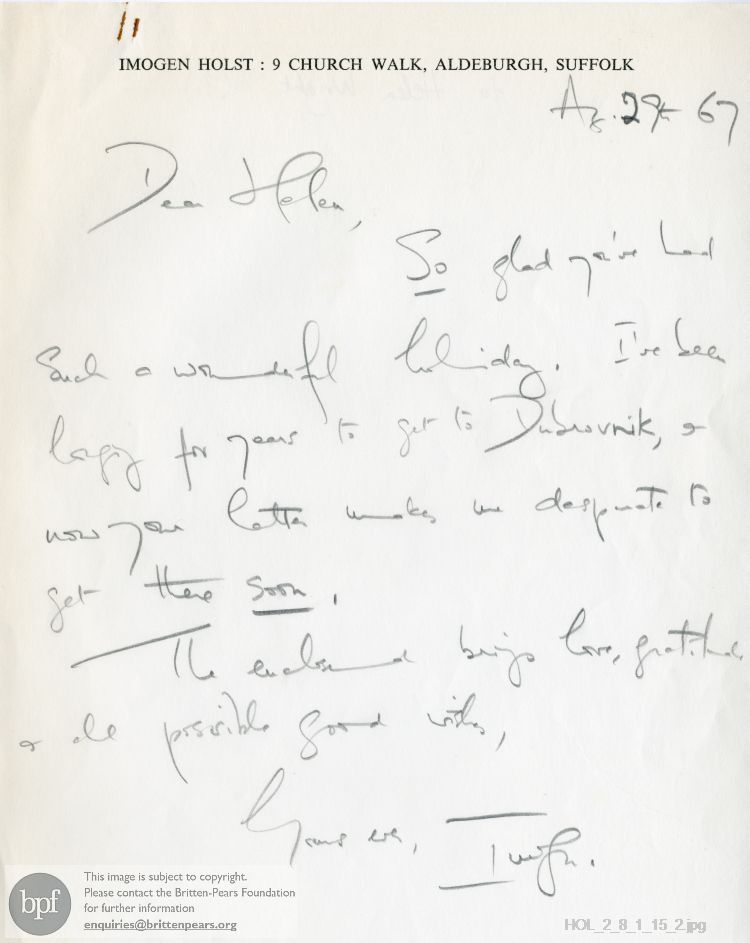 IMOGEN HOLST : 9 CHURCH WALK, ALDEBURGH, SUFFOLK
Ag. 29th 67
Dear Helen,
So glad you've had
such a wonderful holiday. I've been
longing for years to get to Dubrovnik, &
now your letter makes me desperate to
get there soon.
The enclosed brings love, gratitude
& all possible good wishes,
Yours ever,
Imogen.
bpf
This image is subject to copyright.
Please contact the Britten-Pears Foundation
for further information
enquiries@brittenpears.org
HOL_2_8_1_15_2.jpg